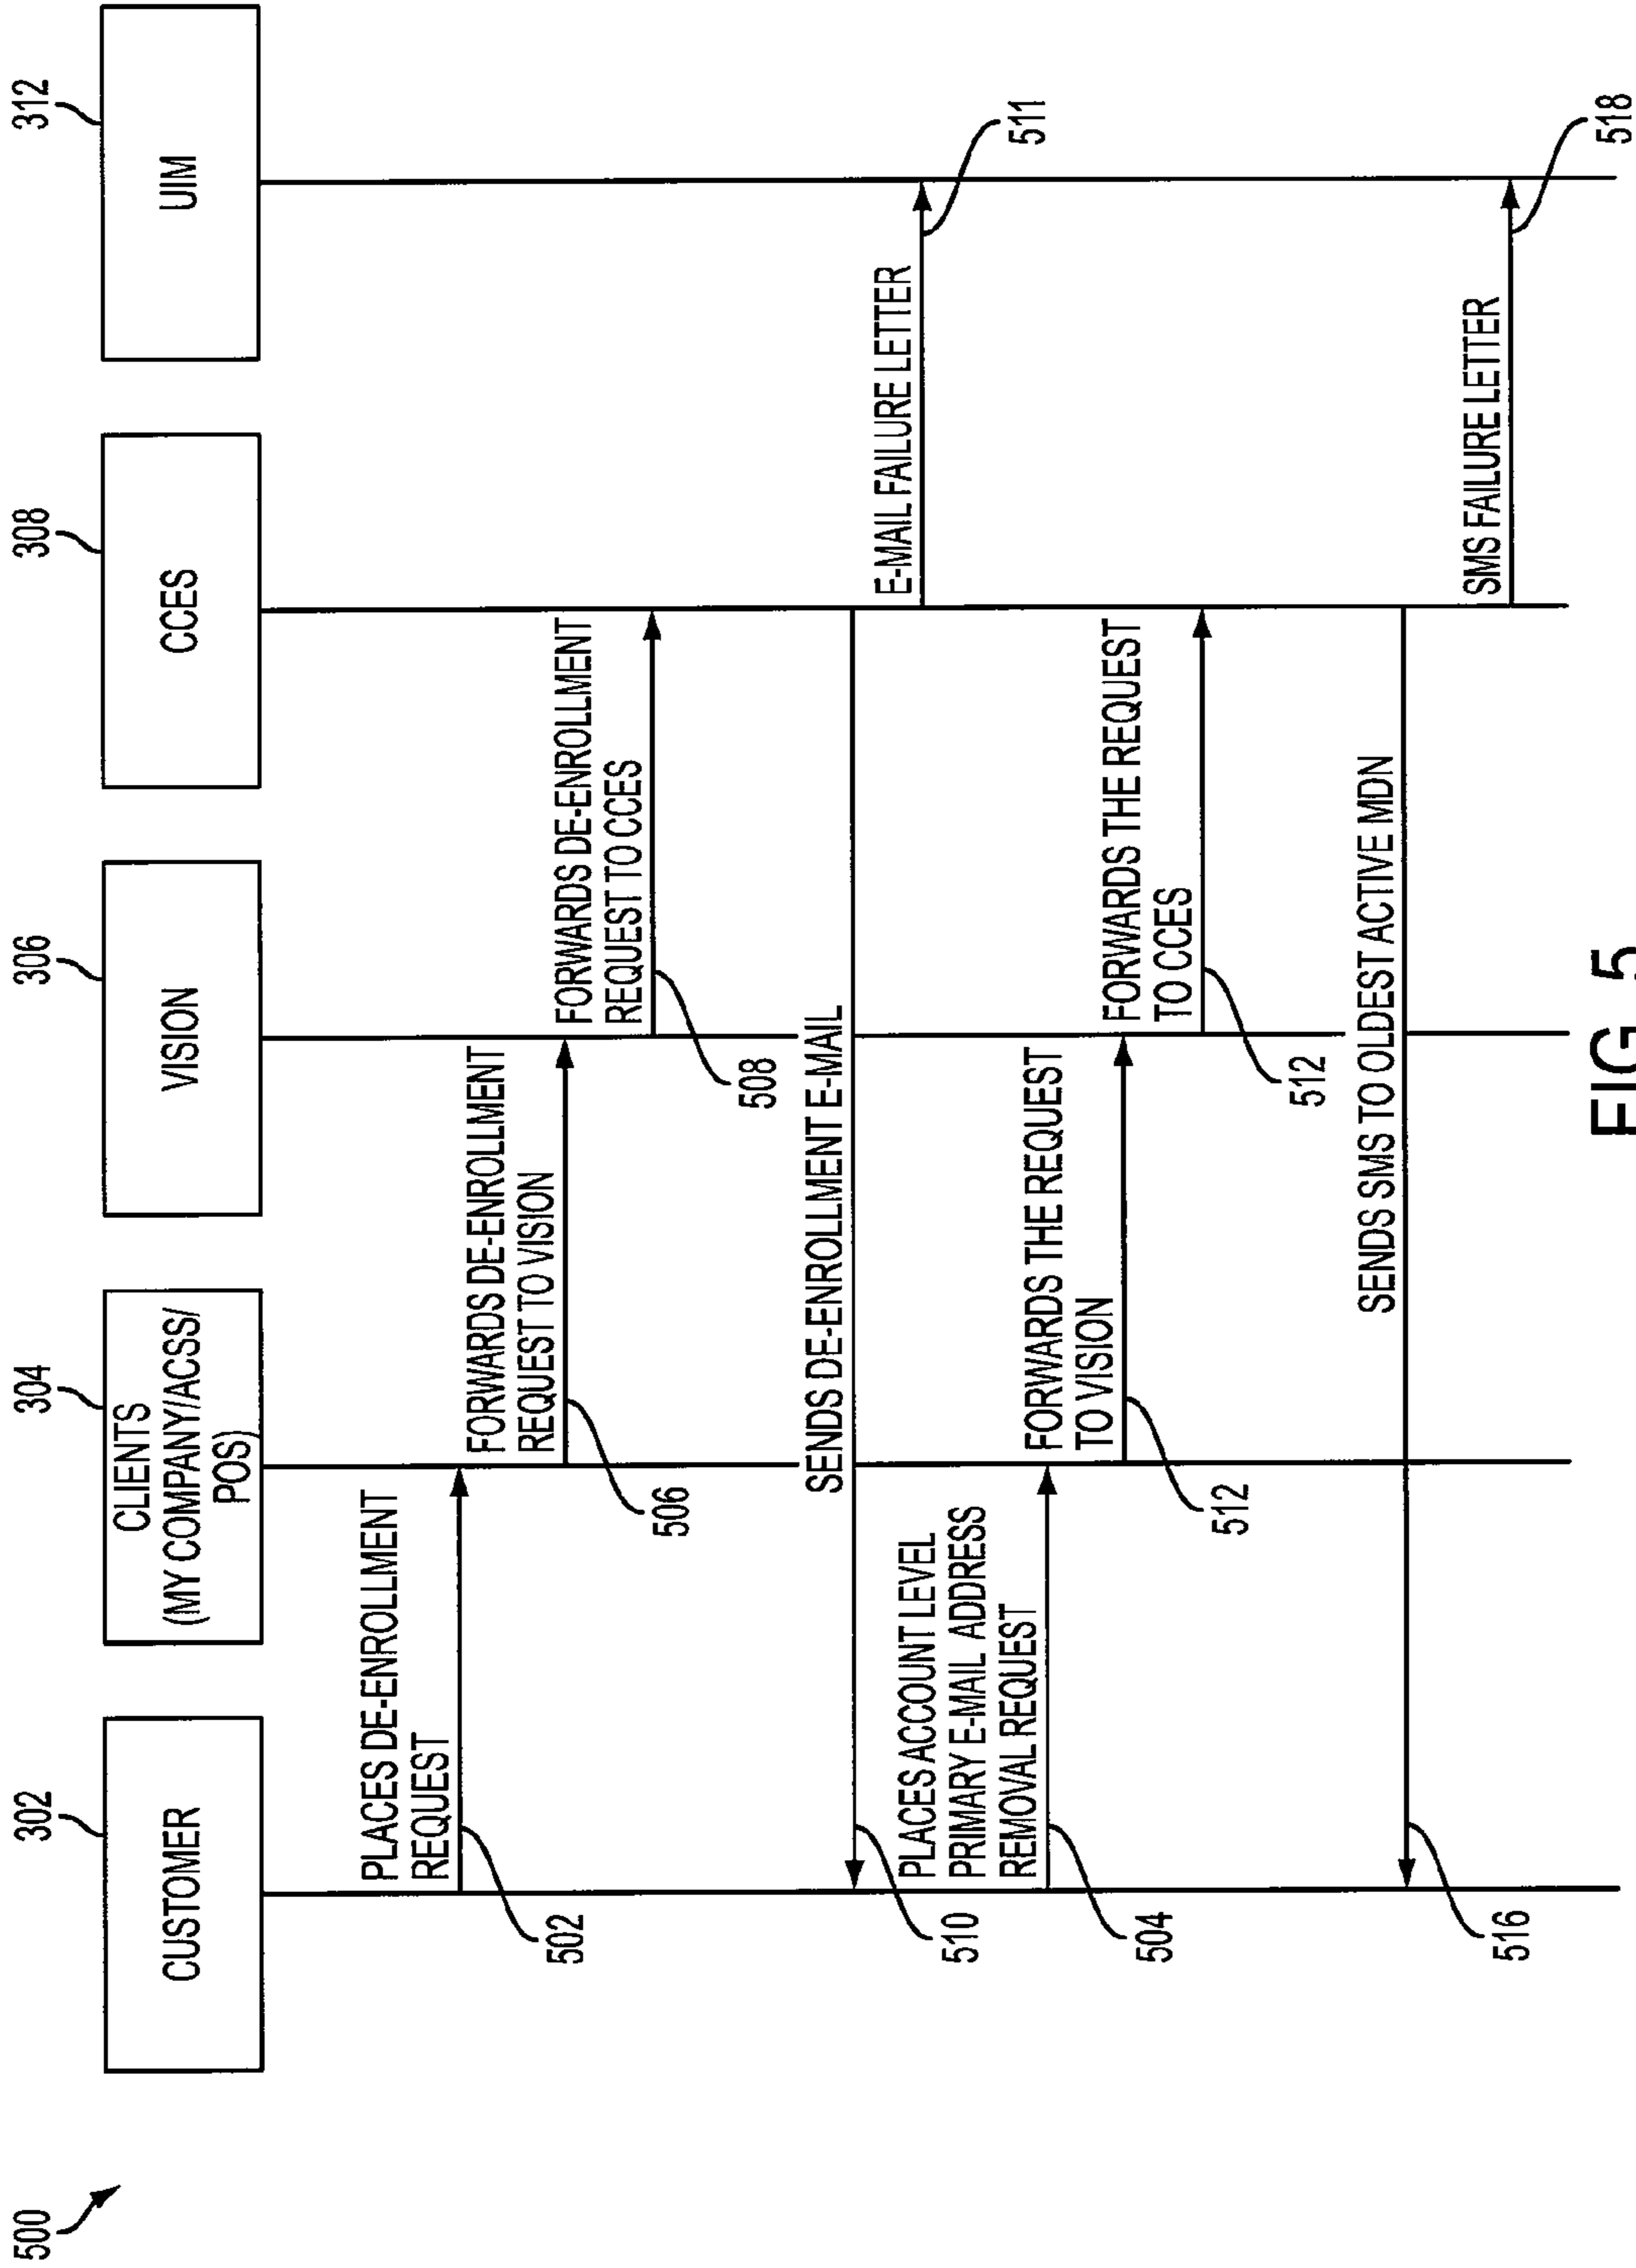 500
302
304
306
308
312
CUSTOMER
CLIENTS
(MY COMPANY/ACSS/
POS)
VISION
CCES
UIM
PLACES DE-ENROLLMENT
REQUEST
502
FORWARDS DE-ENROLLMENT
REQUEST TO VISION
506
FORWARDS DE-ENROLLMENT
REQUEST TO CCES
508
SENDS DE-ENROLLMENT E-MAIL
510
E-MAIL FAILURE LETTER
511
PLACES ACCOUNT LEVEL
PRIMARY E-MAIL ADDRESS
REMOVAL REQUEST
504
FORWARDS THE REQUEST
TO VISION
512
FORWARDS THE REQUEST
TO CCES
512
SENDS SMS TO OLDEST ACTIVE MDN
516
SMS FAILURE LETTER
518
FIG. 5